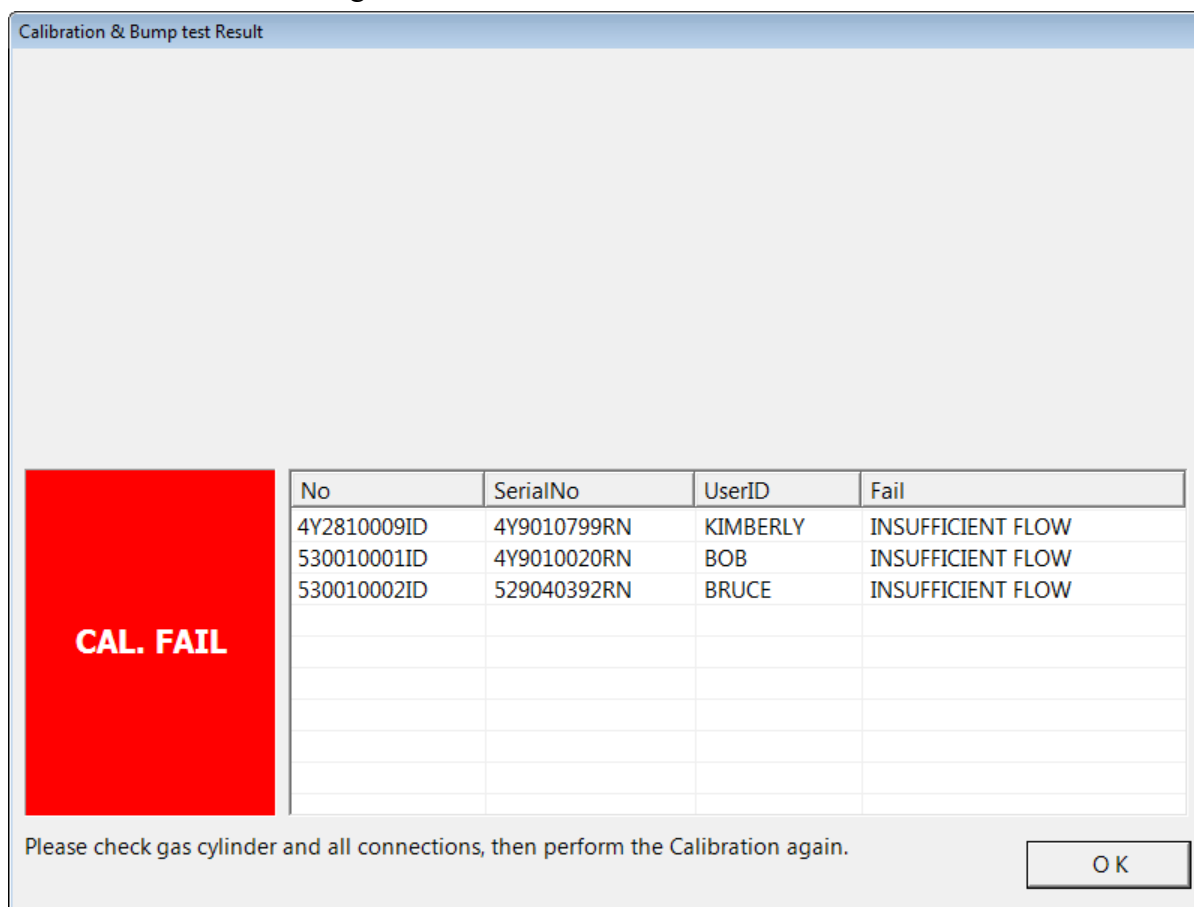 Calibration & Bump test Result
No SerialNo UserID Fail
4Y2810009ID 4Y9010799RN KIMBERLY INSUFFICIENT FLOW
530010001ID 4Y9010020RN BOB INSUFFICIENT FLOW
530010002ID 529040392RN BRUCE INSUFFICIENT FLOW
CAL. FAIL
Please check gas cylinder and all connections, then perform the Calibration again.
O K